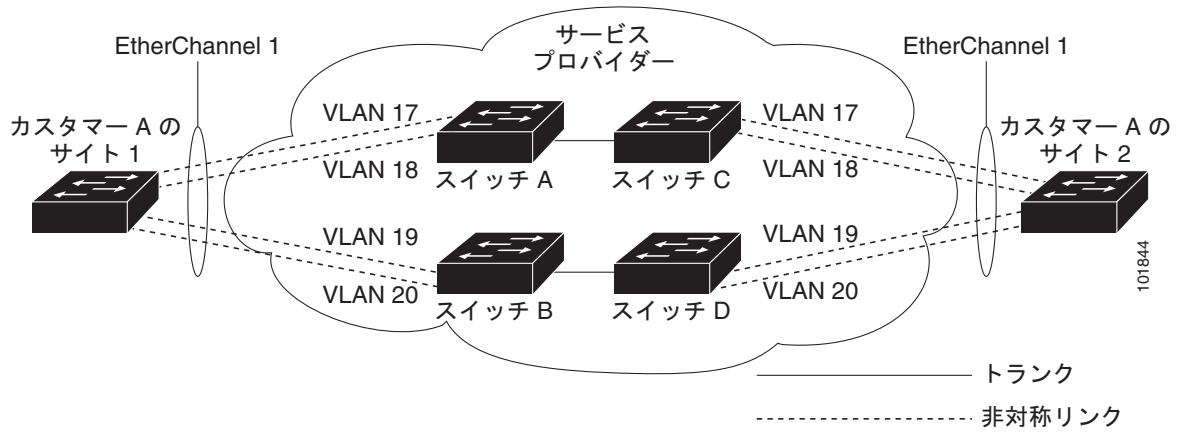 EtherChannel 1
サービス
プロバイダー
EtherChannel 1
カスタマー A の
サイト 1
VLAN 17
VLAN 18
スイッチ A
スイッチ C
VLAN 17
VLAN 18
カスタマー A の
サイト 2
VLAN 19
VLAN 20
スイッチ B
スイッチ D
VLAN 19
VLAN 20
101844
トランク
非対称リンク